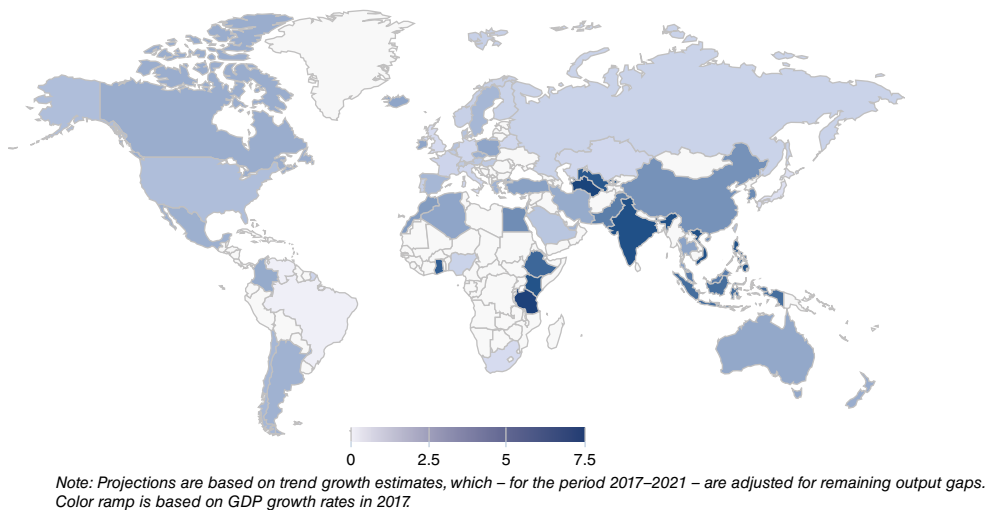 0 2.5 5 7.5
Note: Projections are based on trend growth estimates, which – for the period 2017–2021 – are adjusted for remaining output gaps.
Color ramp is based on GDP growth rates in 2017.